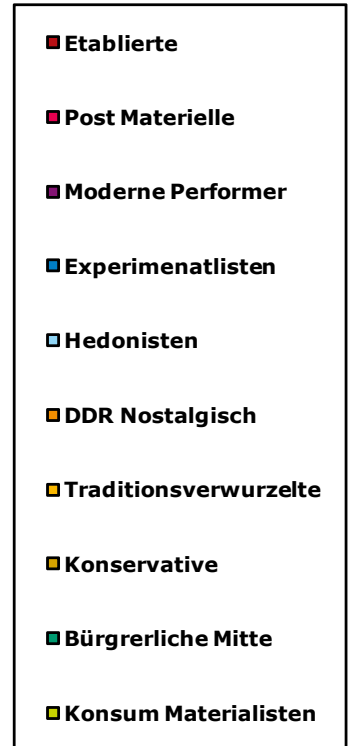 Etablierte
Post Materielle
Moderne Performer
Experimenatlisten
Hedonisten
DDR Nostalgisch
Traditionsverwurzelte
Konservative
Bürgrerliche Mitte
Konsum Materialisten